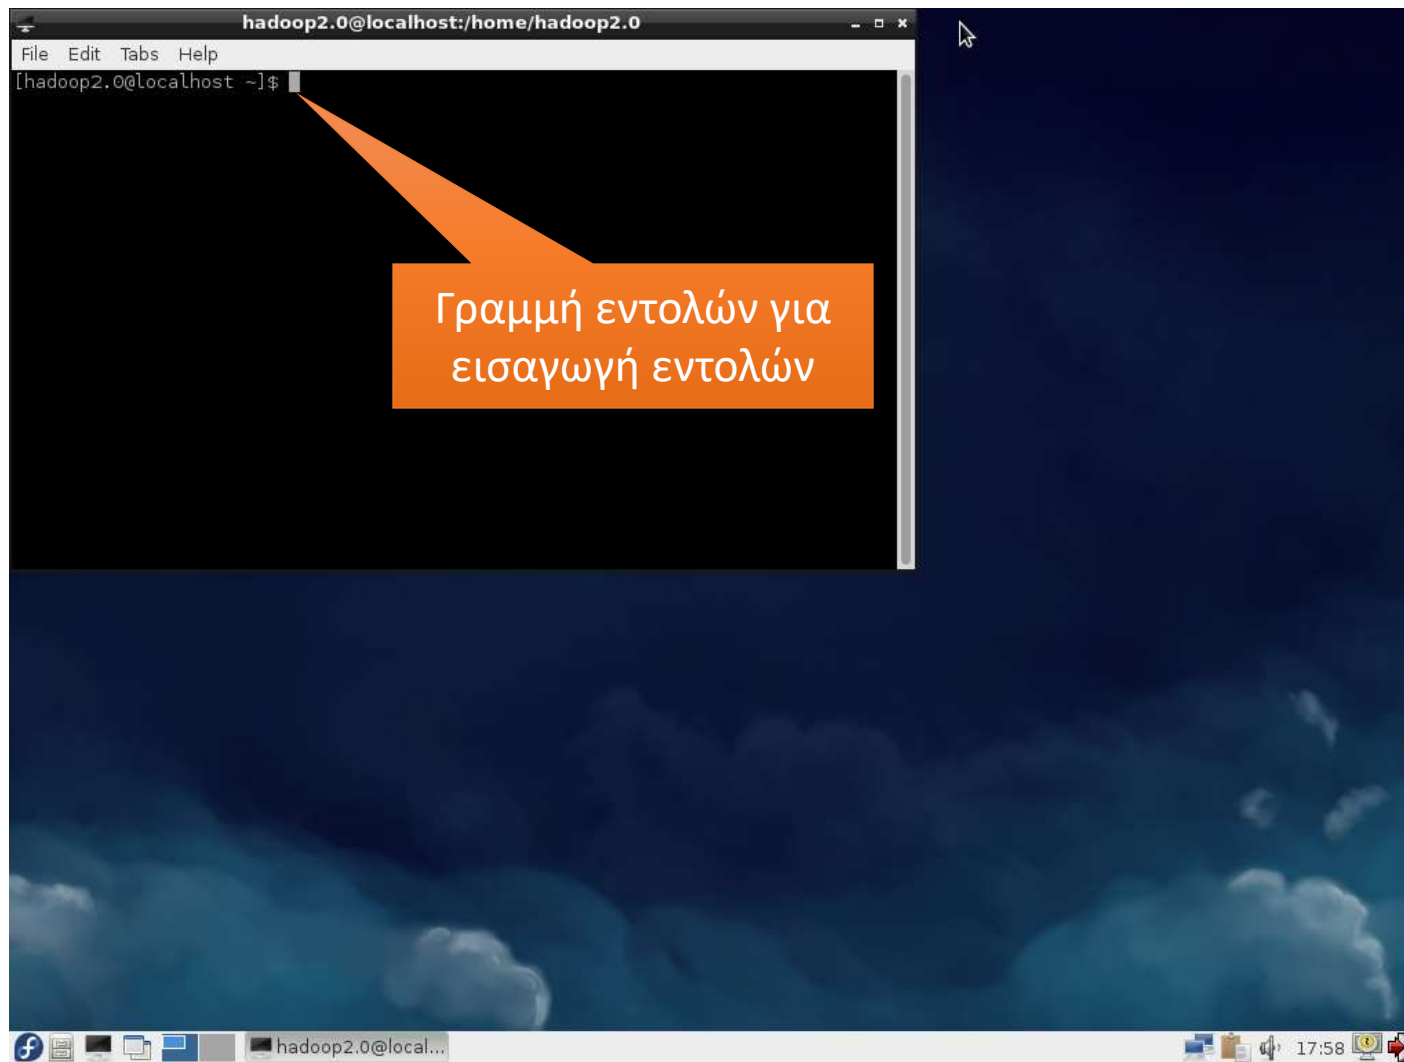 hadoop2.0@localhost:/home/hadoop2.0
File Edit Tabs Help
[hadoop2.0@localhost ~]$
Γραμμή εντολών για
εισαγωγή εντολών
hadoop2.0@local...
17:58